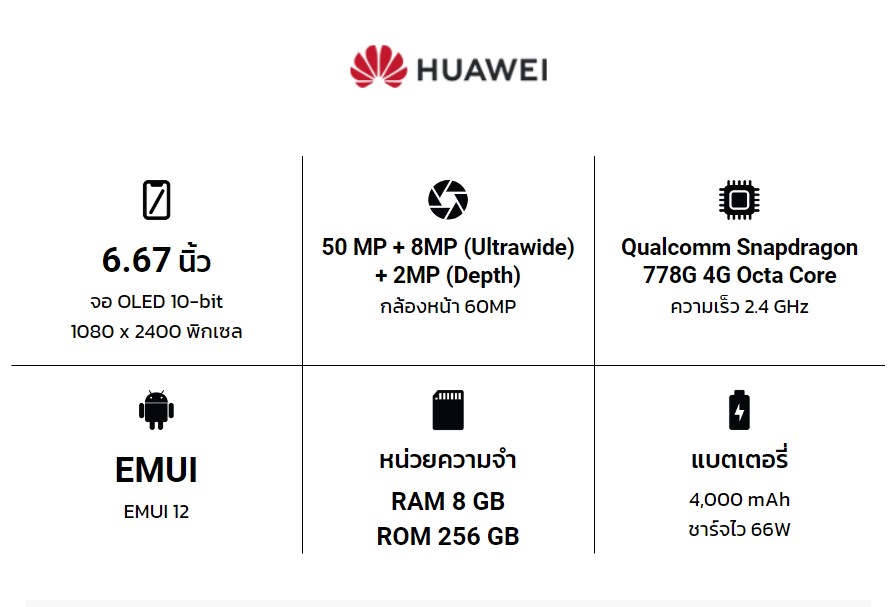 HUAWEI
6.67 นิ้ว
จอ OLED 10-bit
1080 x 2400 พิกเซล
50 MP + 8MP (Ultrawide)
+ 2MP (Depth)
กล้องหน้า 60MP
Qualcomm Snapdragon
778G 4G Octa Core
ความเร็ว 2.4 GHz
EMUI
EMUI 12
หน่วยความจำ
RAM 8 GB
ROM 256 GB
แบตเตอรี่
4,000 mAh
ชาร์จไว 66W